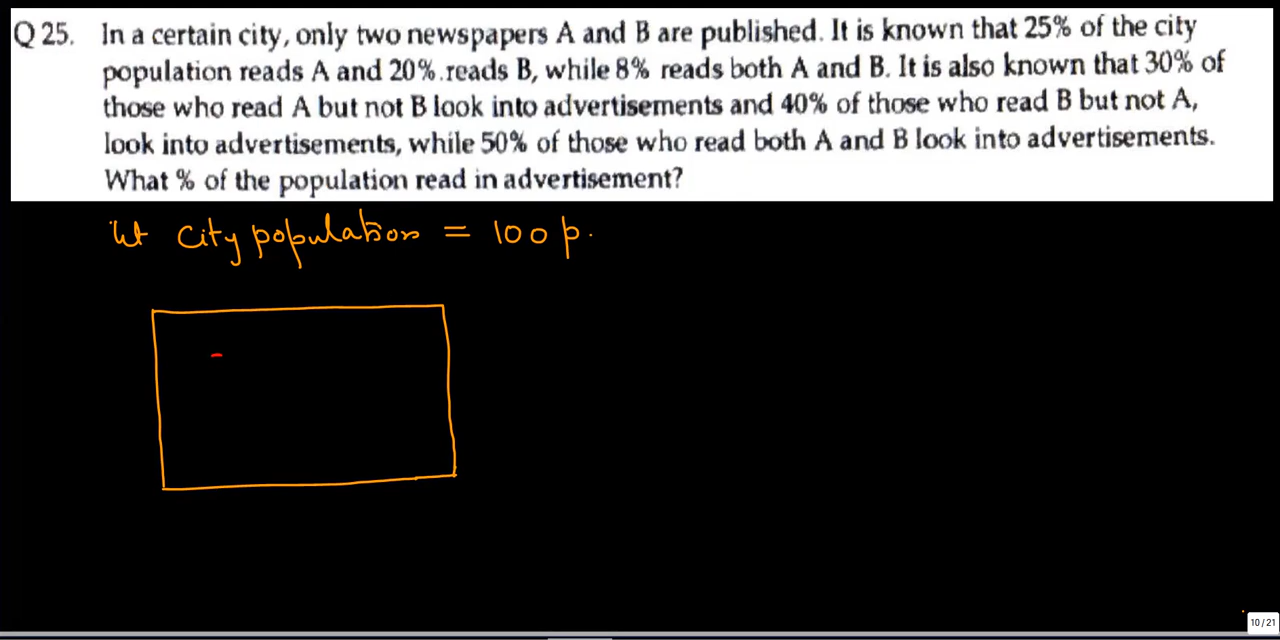 Q 25. In a certain city, only two newspapers A and B are published. It is known that 25% of the city
population reads A and 20% reads B, while 8% reads both A and B. It is also known that 30% of
those who read A but not B look into advertisements and 40% of those who read B but not A,
look into advertisements, while 50% of those who read both A and B look into advertisements.
What % of the population read in advertisement?
let City population = 100 p.
10 / 21